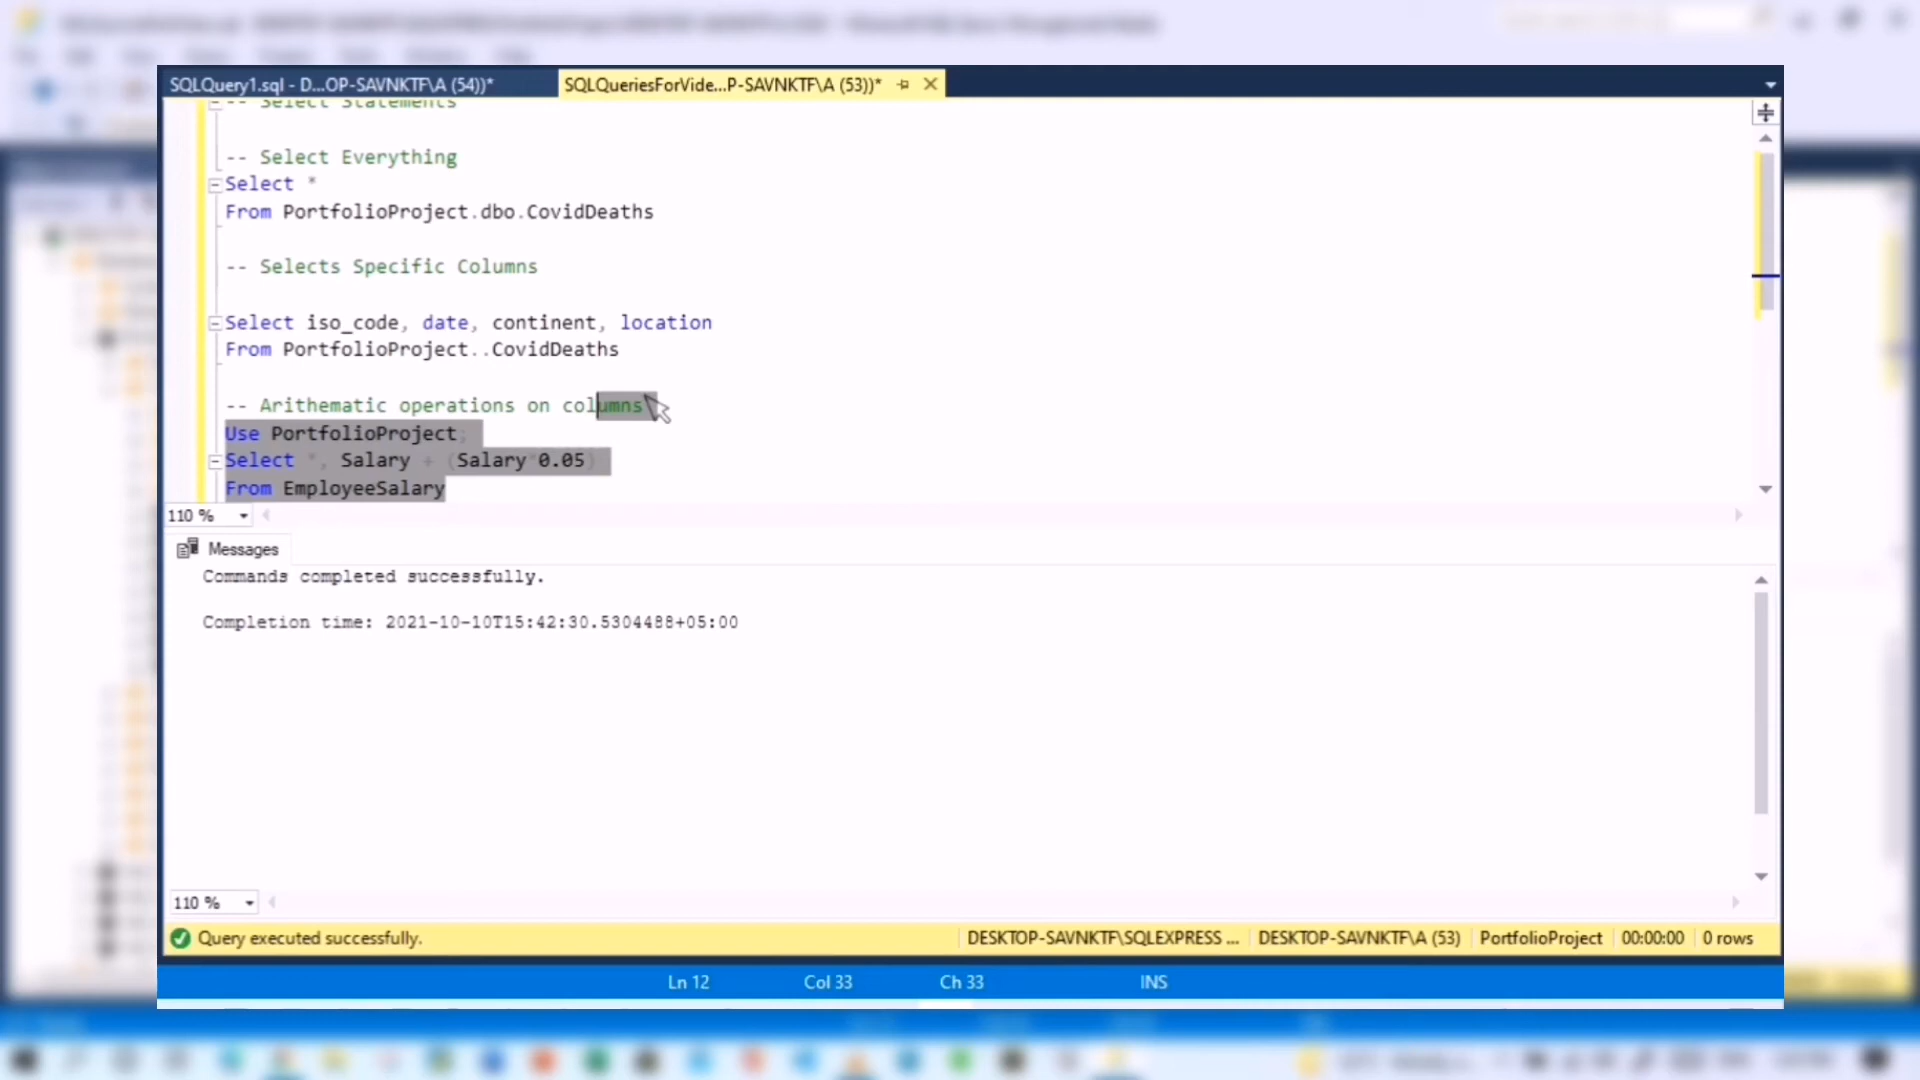 SQLQuery1.sql - D...OP-SAVNKTF\A (54))*
SQLQueriesForVide...P-SAVNKTF\A (53))*
-- Select Statements
-- Select Everything
Select *
From PortfolioProject.dbo.CovidDeaths
-- Selects Specific Columns
Select iso_code, date, continent, location
From PortfolioProject..CovidDeaths
-- Arithematic operations on columns
Use PortfolioProject;
Select *, Salary + (Salary*0.05)
From EmployeeSalary
110 %
Messages
Commands completed successfully.
Completion time: 2021-10-10T15:42:30.5304488+05:00
110 %
Query executed successfully.
DESKTOP-SAVNKTF\SQLEXPRESS ...
DESKTOP-SAVNKTF\A (53)
PortfolioProject
00:00:00
0 rows
Ln 12
Col 33
Ch 33
INS